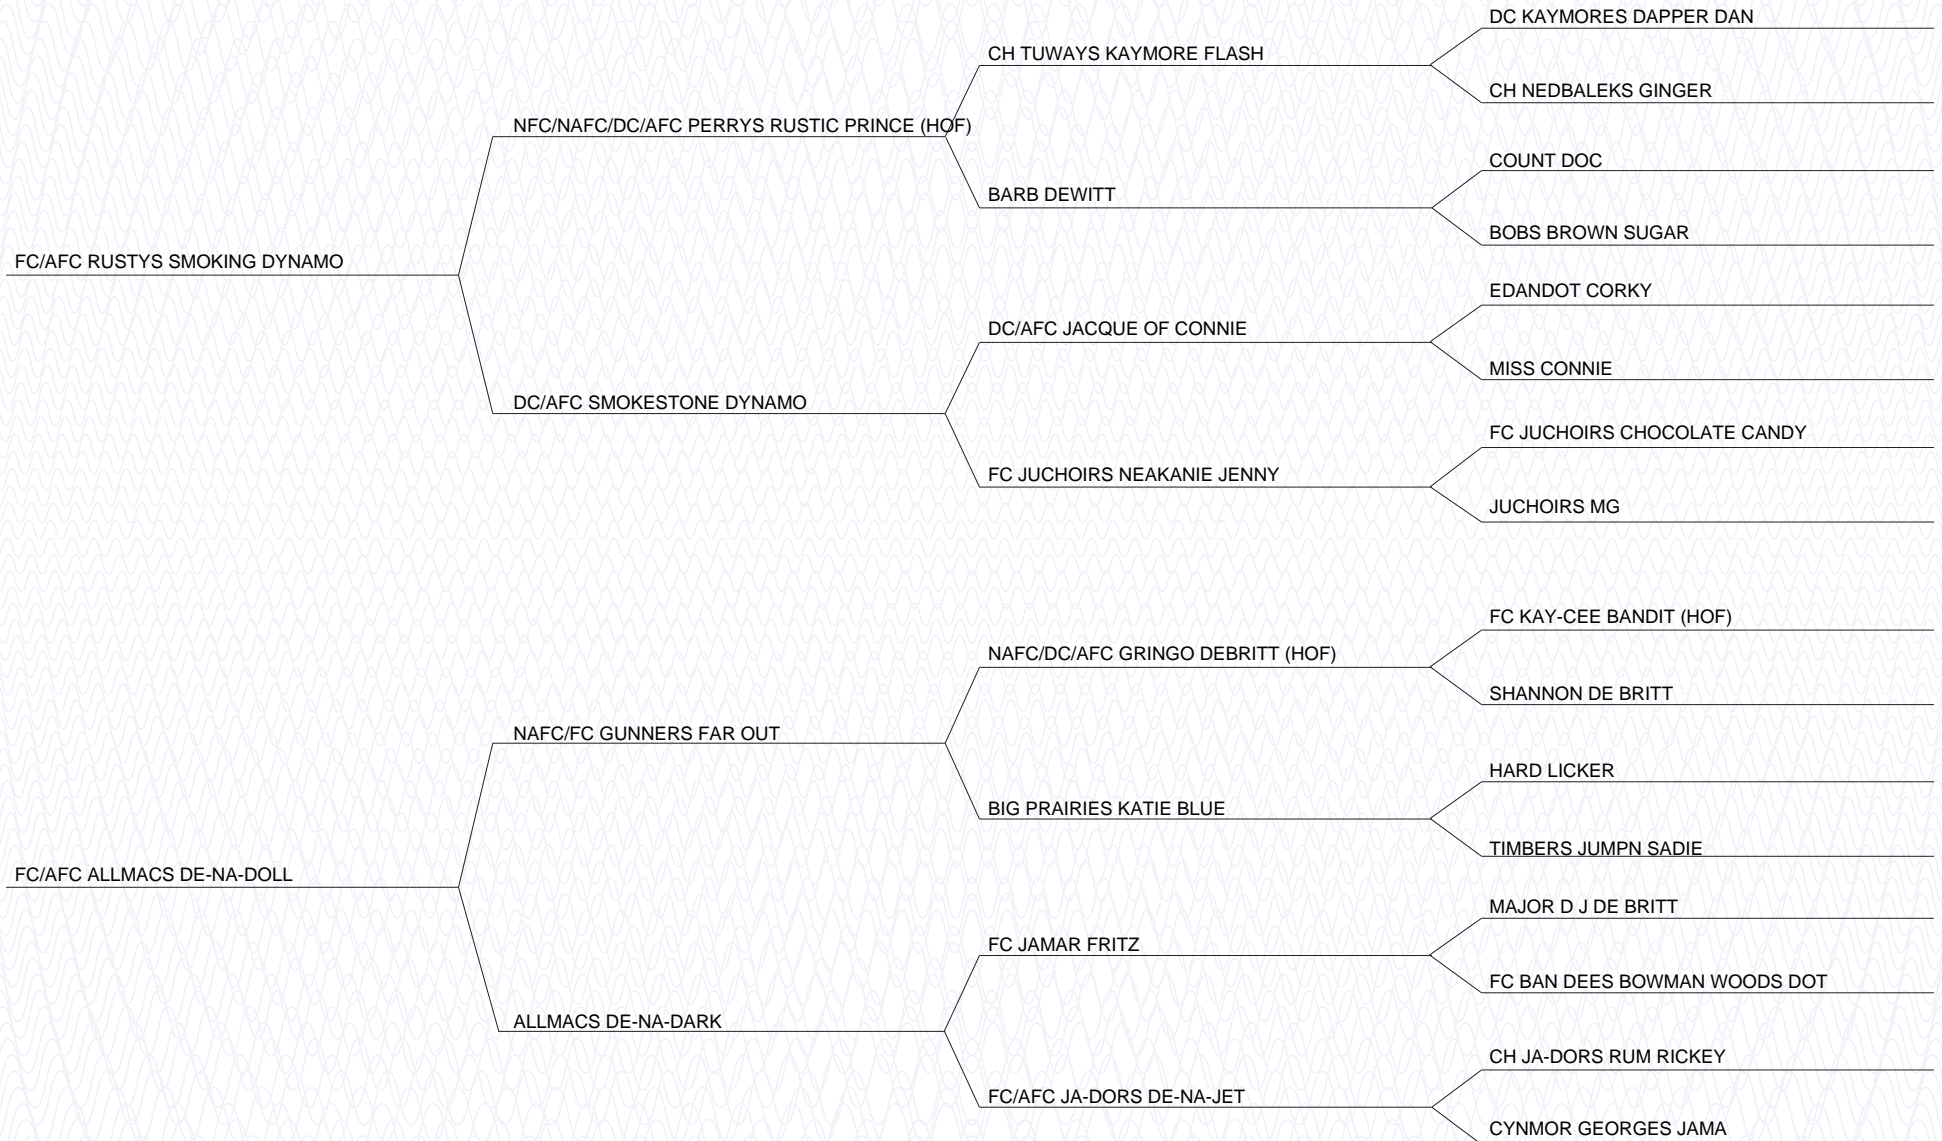 DC KAYMORES DAPPER DAN
CH TUWAYS KAYMORE FLASH
CH NEDBALEKS GINGER
NFC/NAFC/DC/AFC PERRYS RUSTIC PRINCE (HOF)
COUNT DOC
BARB DEWITT
BOBS BROWN SUGAR
FC/AFC RUSTYS SMOKING DYNAMO
EDANDOT CORKY
DC/AFC JACQUE OF CONNIE
MISS CONNIE
DC/AFC SMOKESTONE DYNAMO
FC JUCHOIRS CHOCOLATE CANDY
FC JUCHOIRS NEAKANIE JENNY
JUCHOIRS MG
FC KAY-CEE BANDIT (HOF)
NAFC/DC/AFC GRINGO DEBRITT (HOF)
SHANNON DE BRITT
NAFC/FC GUNNERS FAR OUT
HARD LICKER
BIG PRAIRIES KATIE BLUE
TIMBERS JUMPN SADIE
FC/AFC ALLMACS DE-NA-DOLL
MAJOR D J DE BRITT
FC JAMAR FRITZ
FC BAN DEES BOWMAN WOODS DOT
ALLMACS DE-NA-DARK
CH JA-DORS RUM RICKEY
FC/AFC JA-DORS DE-NA-JET
CYNMOR GEORGES JAMA